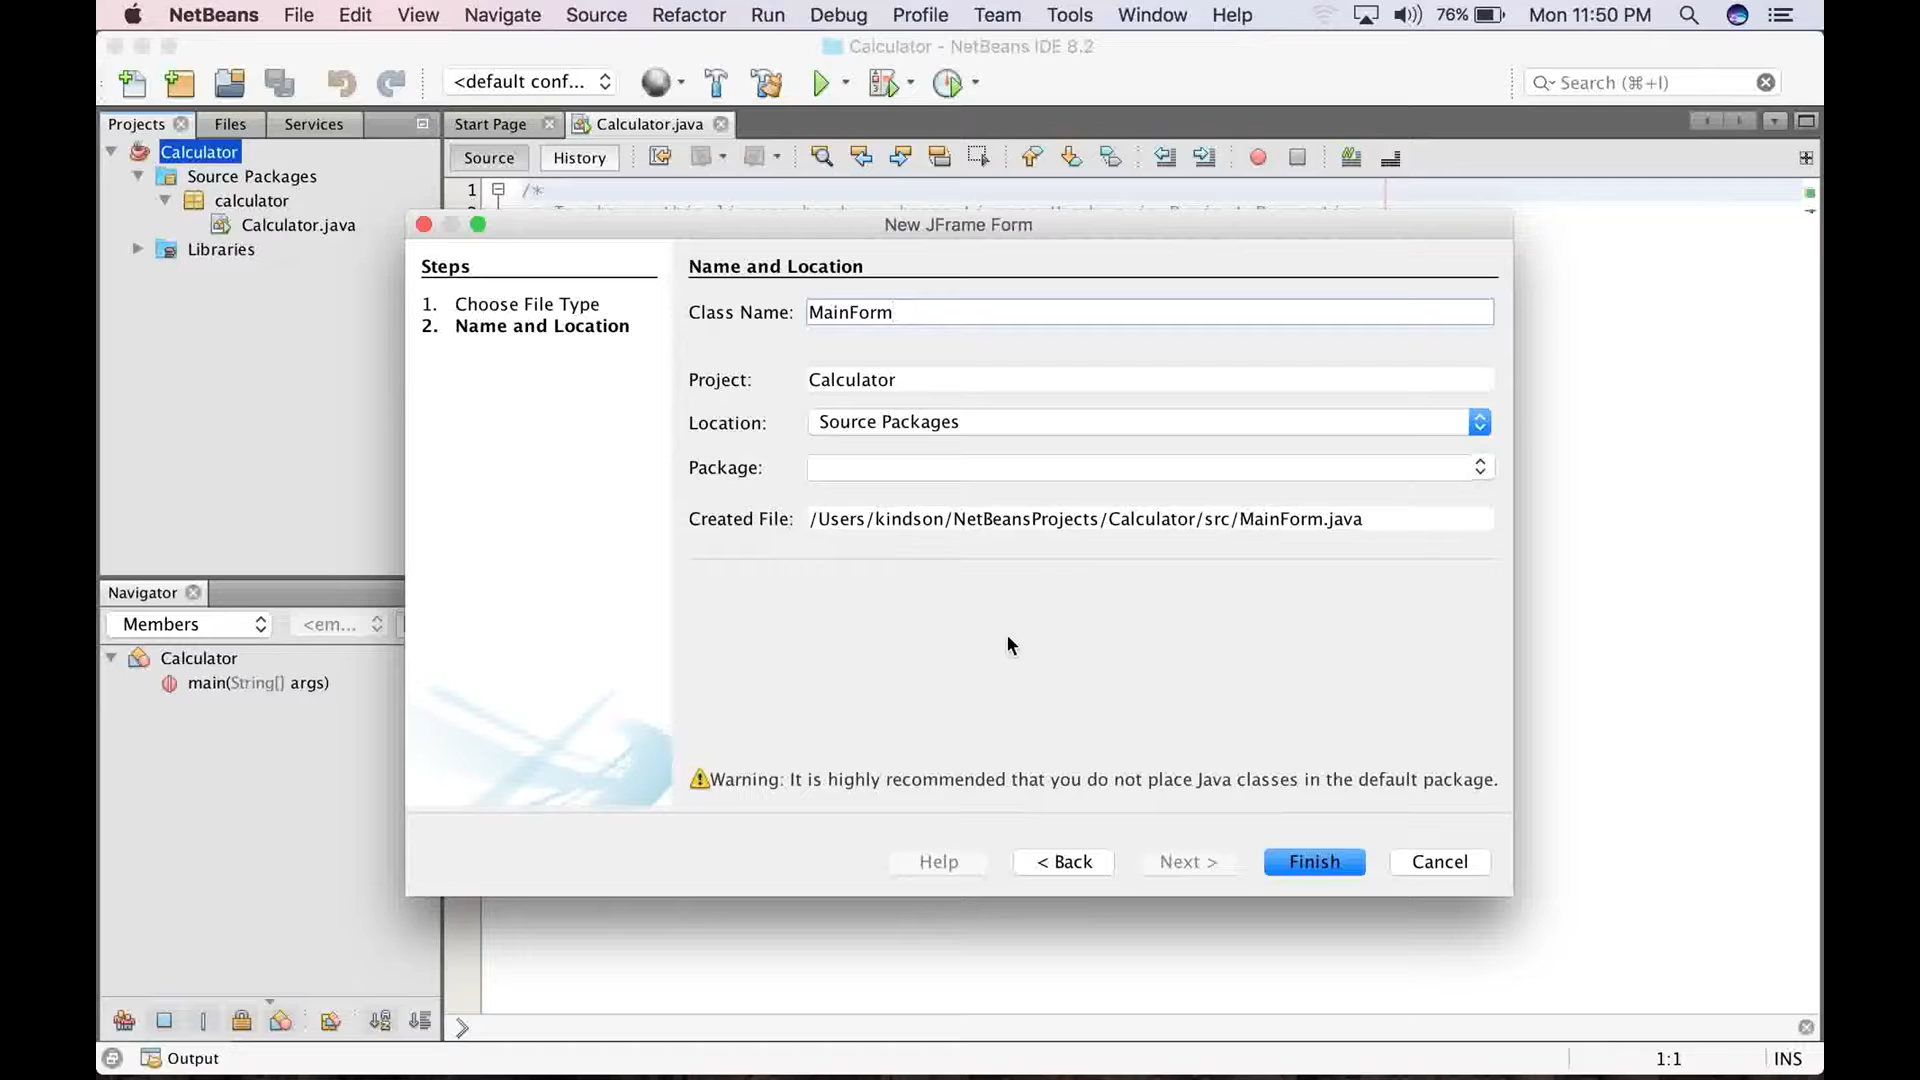 NetBeans File Edit View Navigate Source Refactor Run Debug Profile Team Tools Window Help 76% Mon 11:50 PM
Calculator - NetBeans IDE 8.2
<default conf... Search (⌘+I)
Projects Files Services Start Page Calculator.java
Calculator
Source Packages
calculator
Calculator.java
Libraries
Source History
1 /*
New JFrame Form
Steps
1. Choose File Type
2. Name and Location
Name and Location
Class Name: MainForm
Project: Calculator
Location: Source Packages
Package:
Created File: /Users/kindson/NetBeansProjects/Calculator/src/MainForm.java
Warning: It is highly recommended that you do not place Java classes in the default package.
Help < Back Next > Finish Cancel
Navigator
Members <em...
Calculator
main(String[] args)
Output 1:1 INS